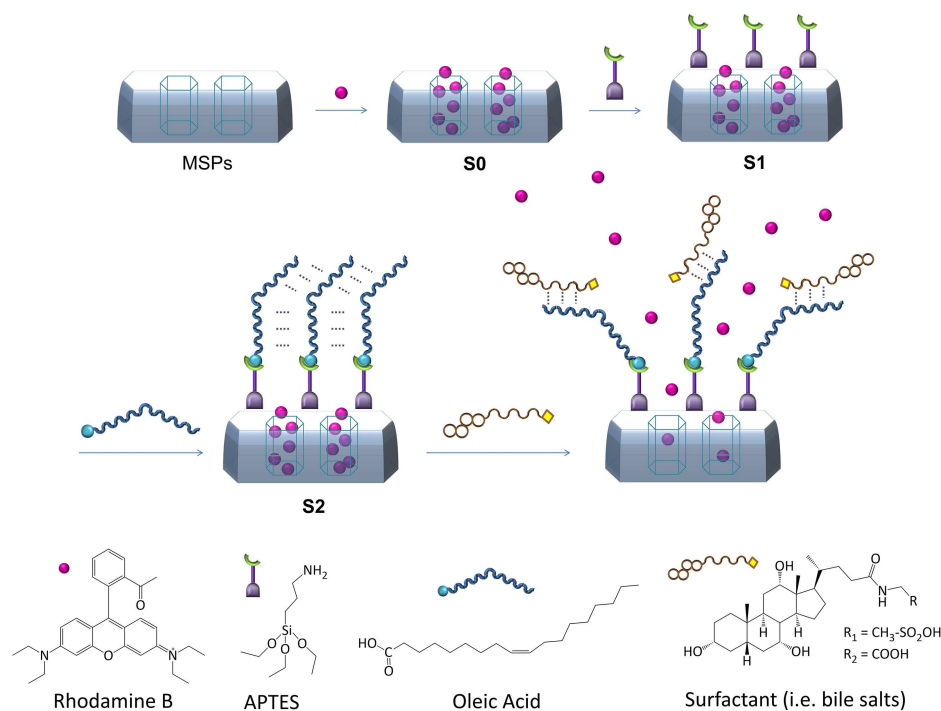 MSPs
S0
S1
S2
O
N
O
N+
Rhodamine B
NH2
Si
O
O
O
APTES
HO
O
Oleic Acid
OH
O
N
H
R
H
H
H
HO
OH
R1 = CH3-SO2OH
R2 = COOH
Surfactant (i.e. bile salts)